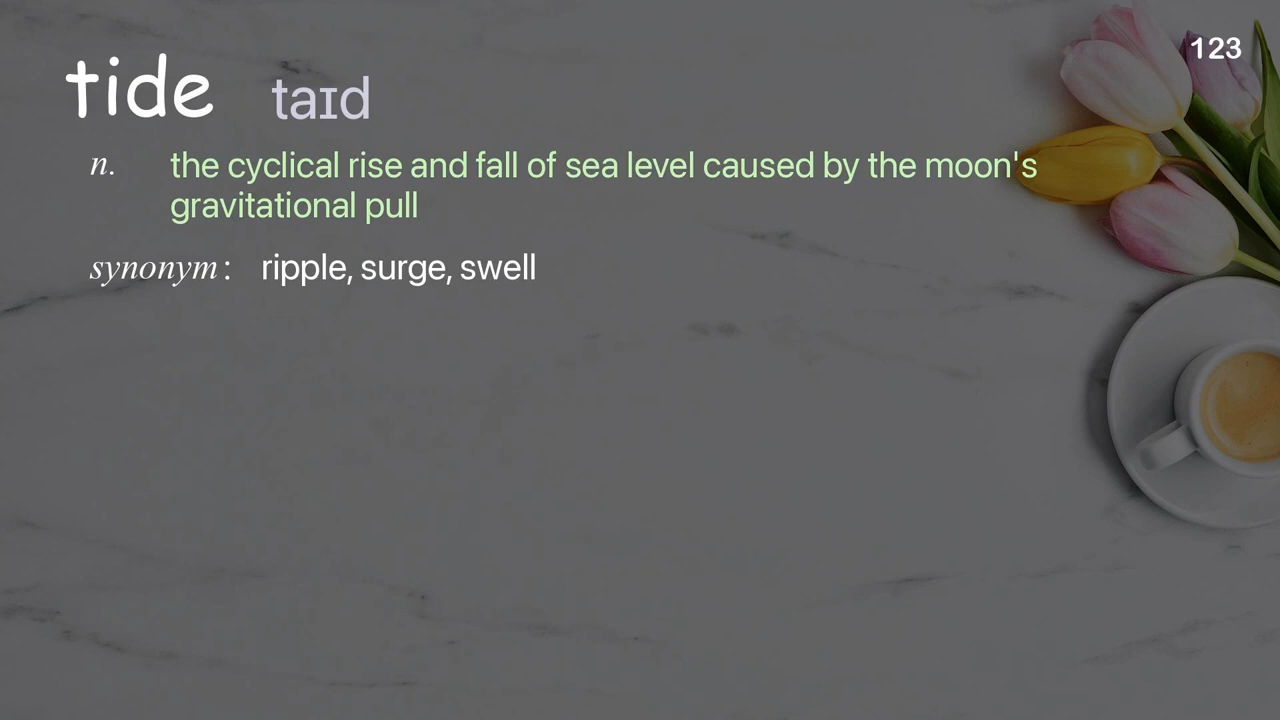 123
tide taɪd
n. the cyclical rise and fall of sea level caused by the moon's
gravitational pull
synonym: ripple, surge, swell